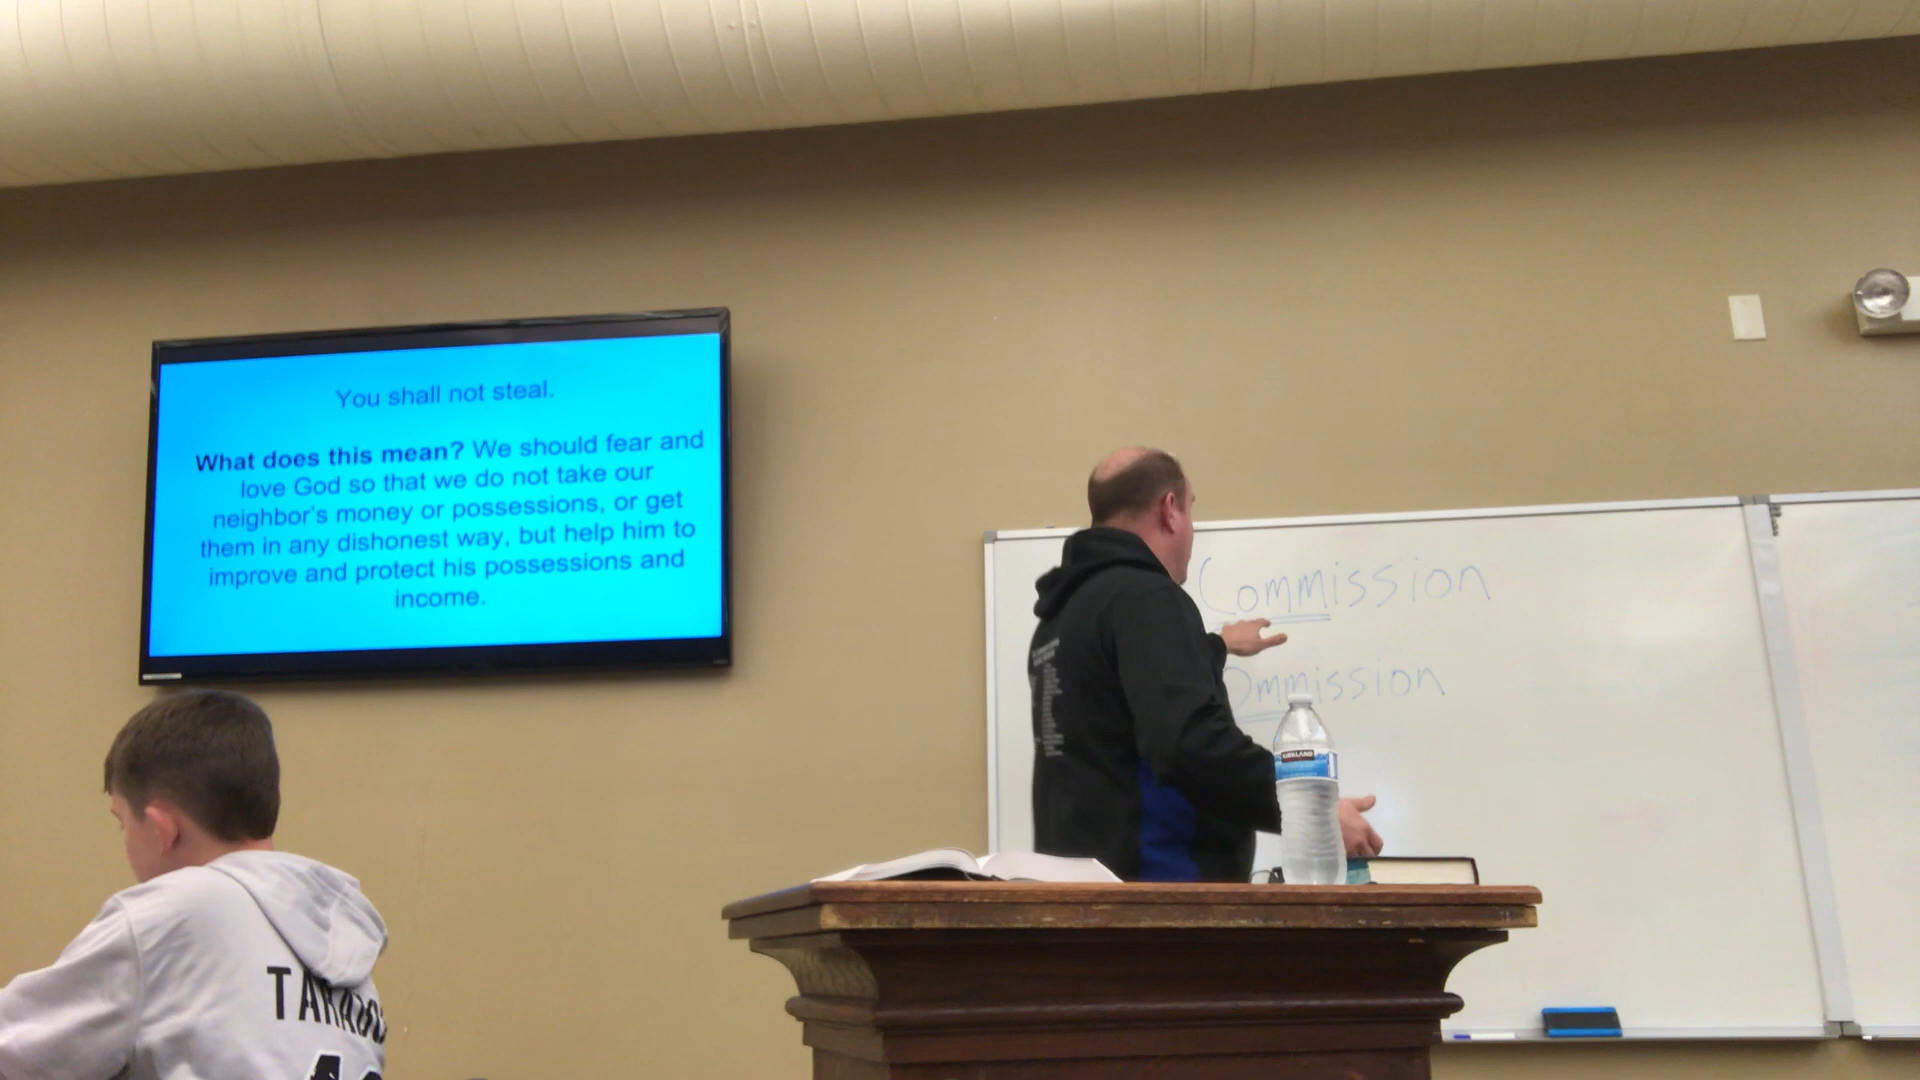 You shall not steal.
What does this mean? We should fear and
love God so that we do not take our
neighbor's money or possessions, or get
them in any dishonest way, but help him to
improve and protect his possessions and
income.
Commission
Ommission
KIRKLAND